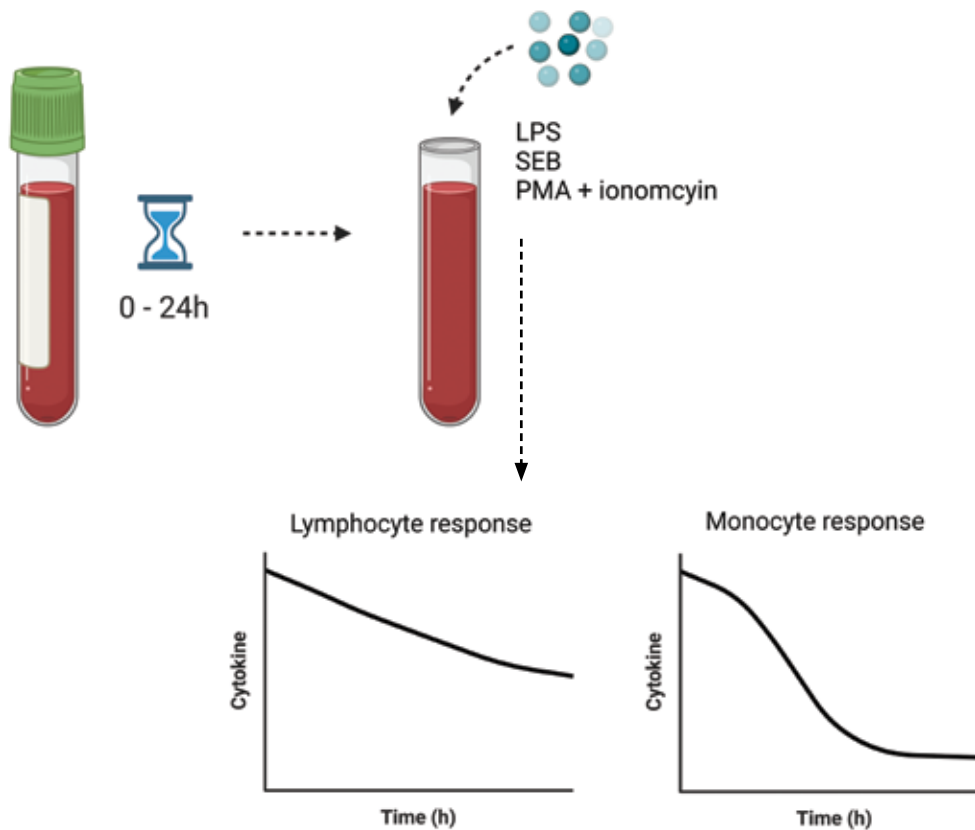 LPS
SEB
PMA + ionomcyin
0 - 24h
Lymphocyte response
Monocyte response
Cytokine
Time (h)
Cytokine
Time (h)